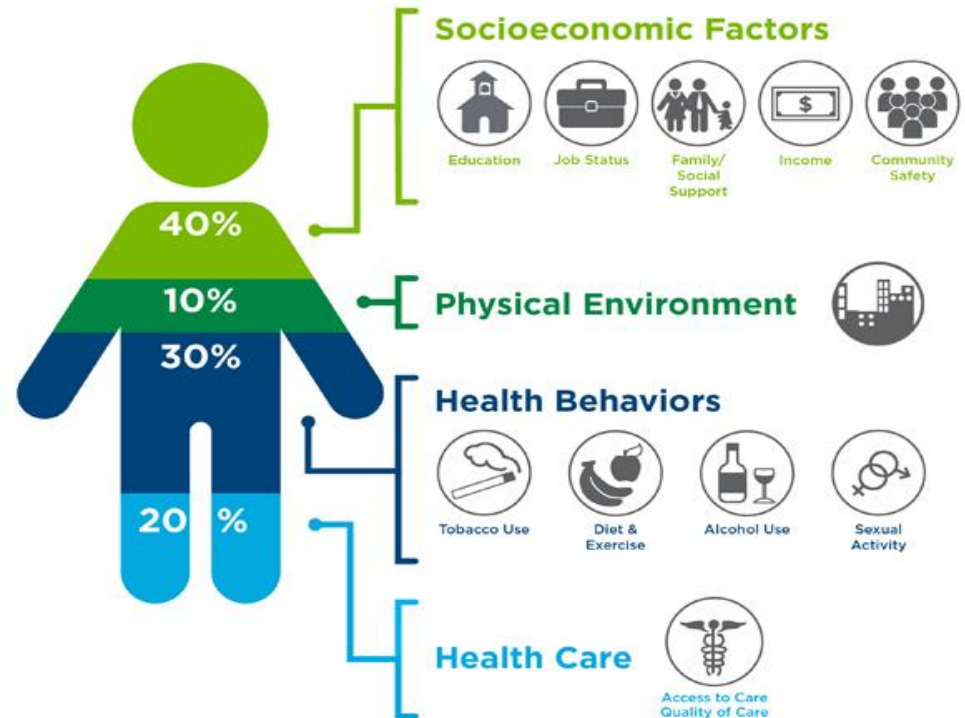 Socioeconomic Factors
$
Education
Job Status
Family/
Social
Support
Income
Community
Safety
40%
10%
Physical Environment
30%
Health Behaviors
Tobacco Use
Diet &
Exercise
Alcohol Use
Sexual
Activity
20 %
Health Care
Access to Care
Quality of Care